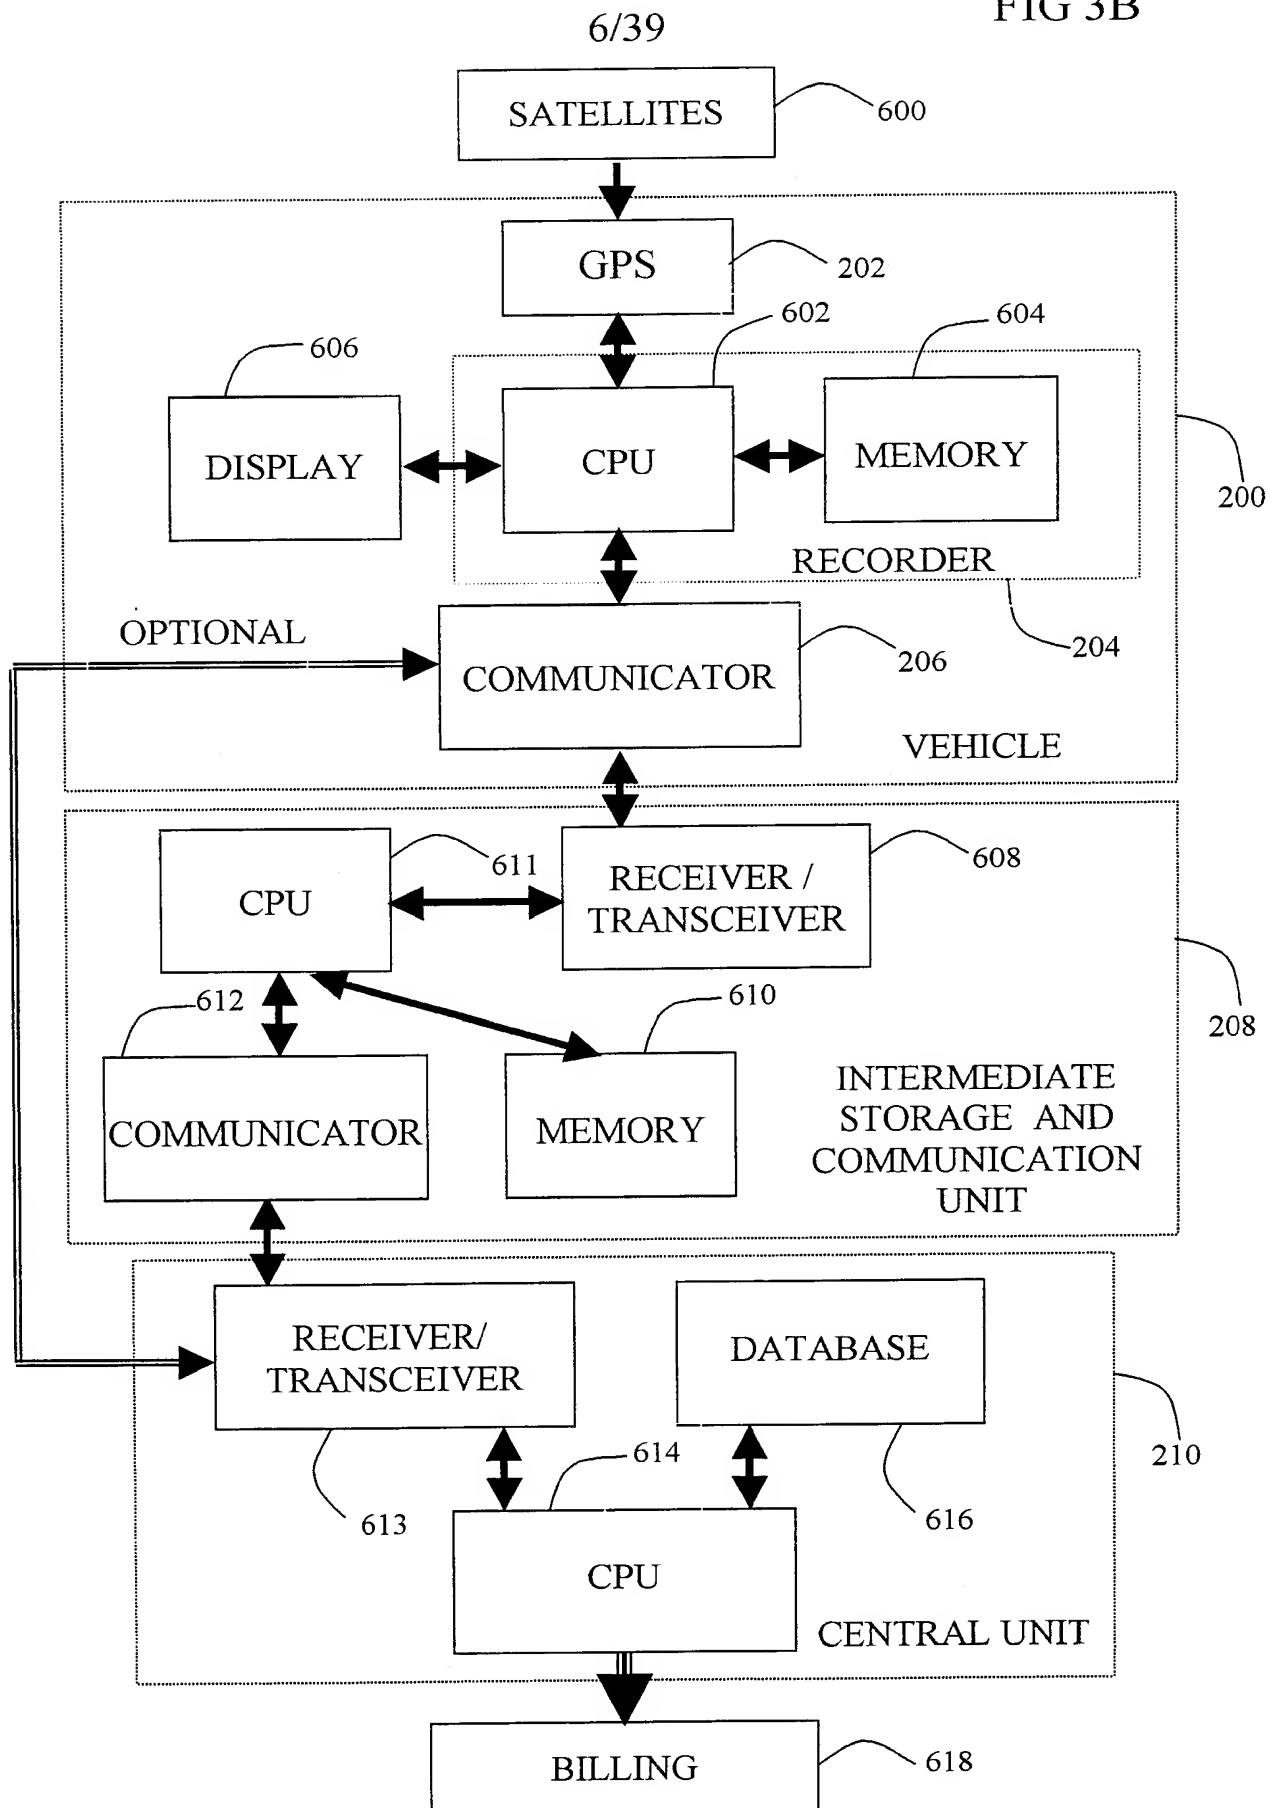 FIG 3B
6/39
SATELLITES
600
GPS
202
602
604
606
DISPLAY
CPU
MEMORY
200
RECORDER
OPTIONAL
204
COMMUNICATOR
206
VEHICLE
CPU
611
RECEIVER /
TRANSCEIVER
608
612
610
208
COMMUNICATOR
MEMORY
INTERMEDIATE
STORAGE AND
COMMUNICATION
UNIT
RECEIVER/
TRANSCEIVER
DATABASE
210
614
613
616
CPU
CENTRAL UNIT
BILLING
618